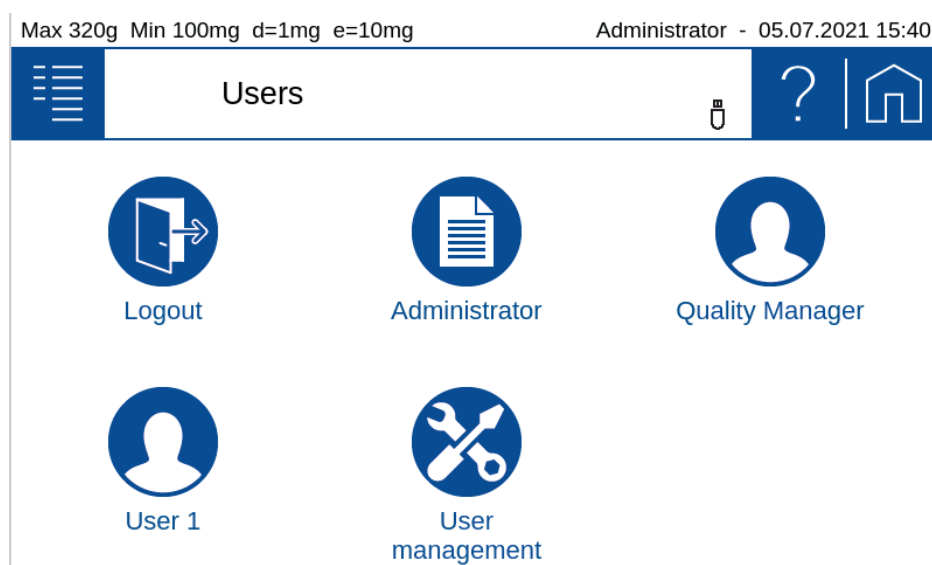 Max 320g Min 100mg d=1mg e=10mg Administrator - 05.07.2021 15:40
Users
?
Logout Administrator Quality Manager
User 1 User
management